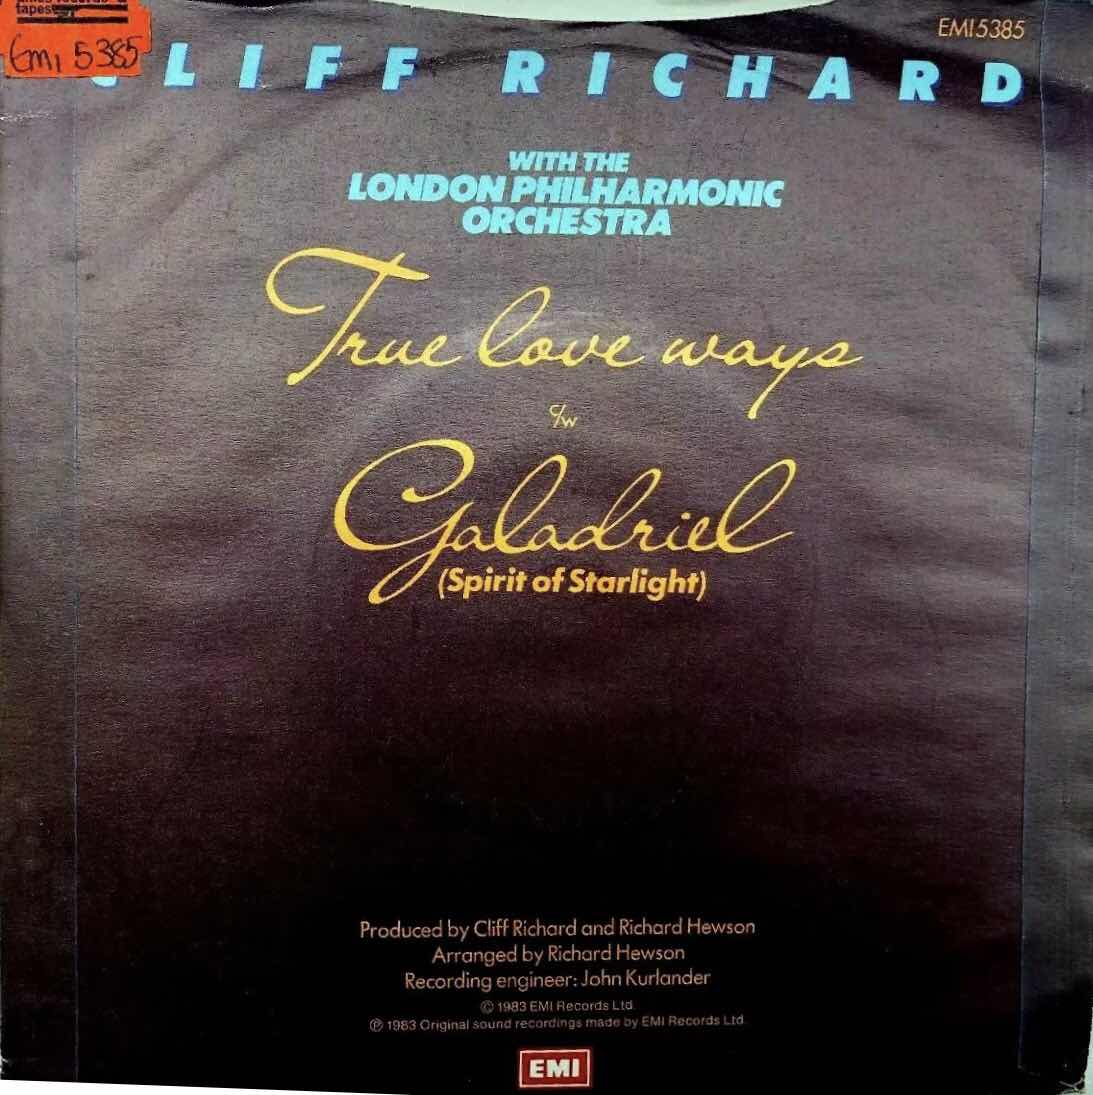 tapes
Emi 5385
EMI 5385
CLIFF RICHARD
WITH THE
LONDON PHILHARMONIC
ORCHESTRA
True love ways
c/w
Galadriel
(Spirit of Starlight)
Produced by Cliff Richard and Richard Hewson
Arranged by Richard Hewson
Recording engineer: John Kurlander
© 1983 EMI Records Ltd.
℗ 1983 Original sound recordings made by EMI Records Ltd.
EMI